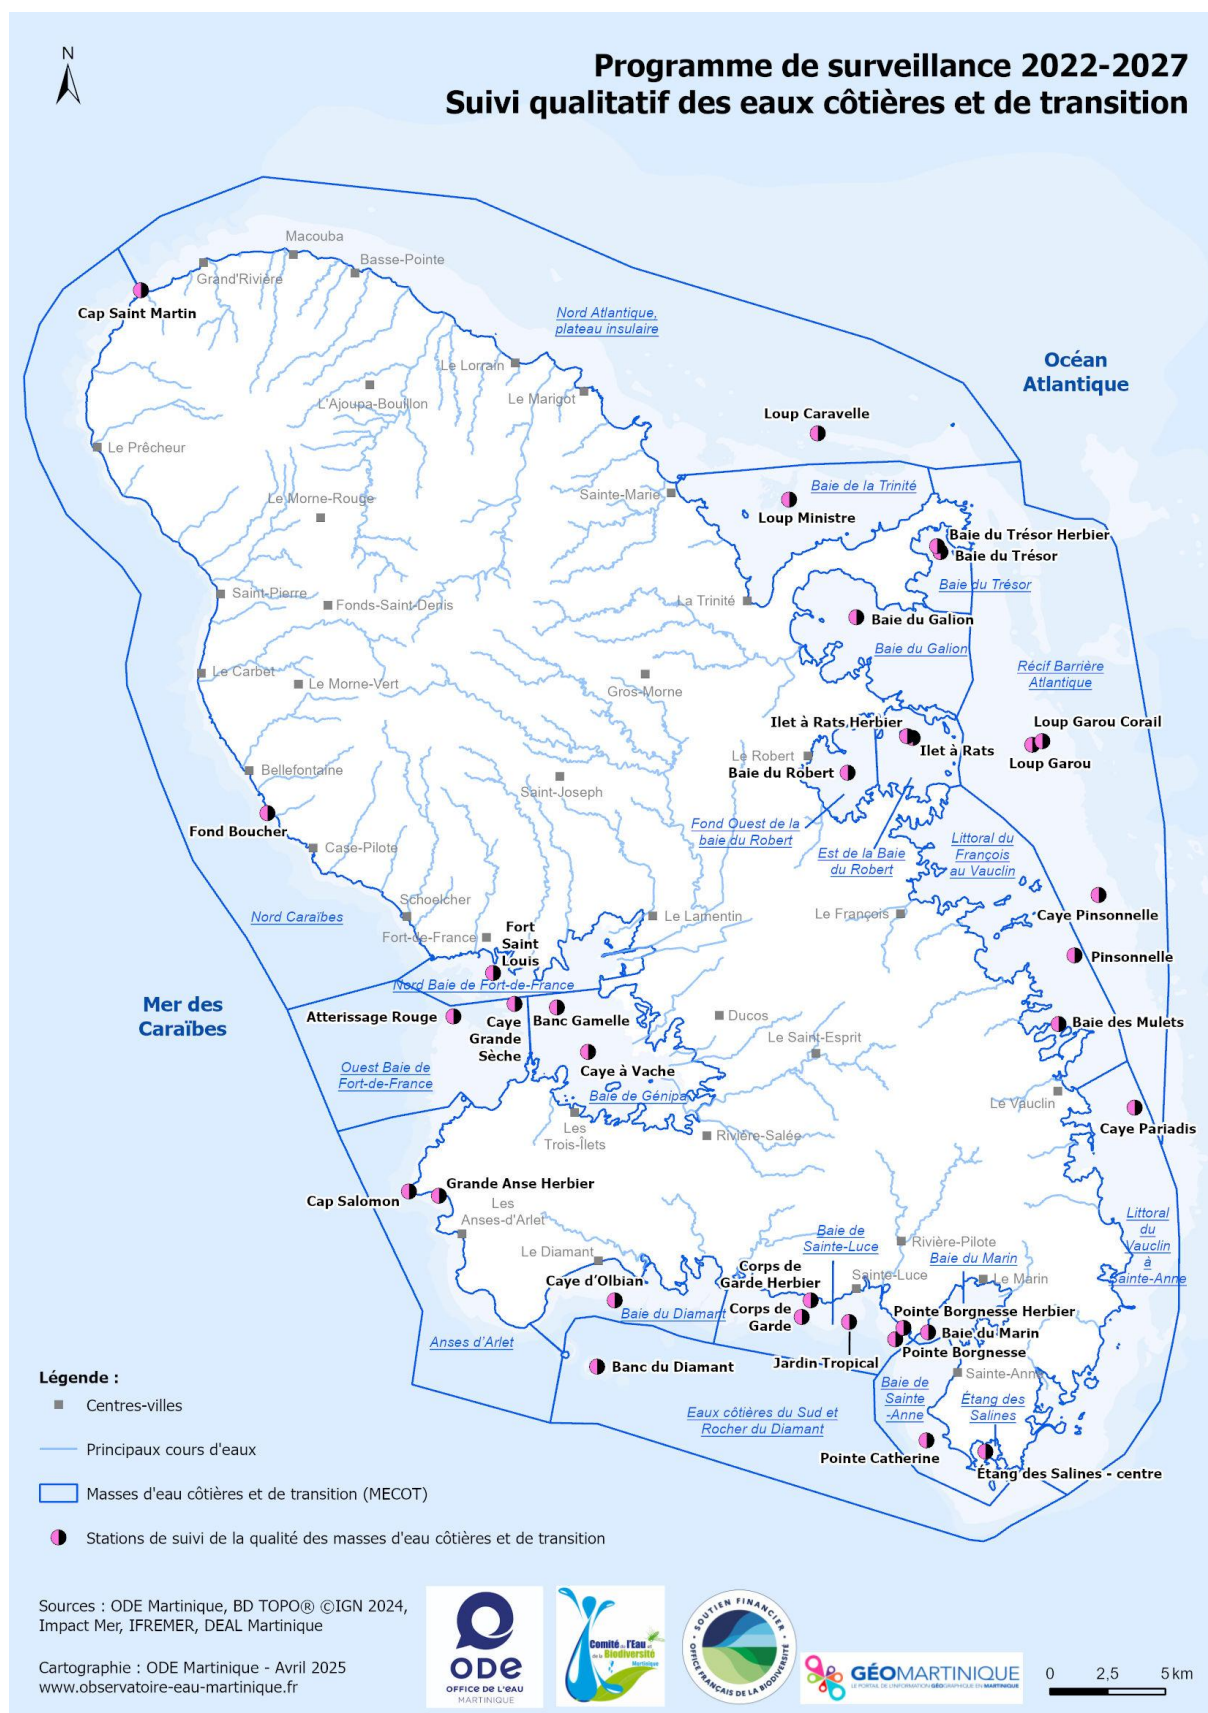 N
Programme de surveillance 2022-2027
Suivi qualitatif des eaux côtières et de transition
Macouba
Grand'Rivière
Basse-Pointe
Cap Saint Martin
Nord Atlantique,
plateau insulaire
Océan
Atlantique
Le Lorrain
L'Ajoupa-Bouillon
Le Marigot
Loup Caravelle
Le Prêcheur
Le Morne-Rouge
Sainte-Marie
Baie de la Trinité
Loup Ministre
Baie du Trésor Herbier
Baie du Trésor
Baie du Trésor
Saint-Pierre
Fonds-Saint-Denis
La Trinité
Baie du Galion
Baie du Galion
Le Carbet
Le Morne-Vert
Gros-Morne
Récif Barrière
Atlantique
Ilet à Rats Herbier
Ilet à Rats
Loup Garou Corail
Loup Garou
Le Robert
Baie du Robert
Bellefontaine
Saint-Joseph
Fond Ouest de la
baie du Robert
Est de la Baie
du Robert
Littoral du
François
au Vauclin
Fond Boucher
Case-Pilote
Caye Pinsonnelle
Schoelcher
Nord Caraïbes
Fort-de-France
Fort
Saint
Louis
Le Lamentin
Le François
Pinsonnelle
Nord Baie de Fort-de-France
Mer des
Caraïbes
Atterissage Rouge
Caye
Grande
Sèche
Banc Gamelle
Ducos
Baie des Mulets
Le Saint-Esprit
Ouest Baie de
Fort-de-France
Caye à Vache
Baie de Génipa
Le Vauclin
Caye Pariadis
Les
Trois-Îlets
Rivière-Salée
Grande Anse Herbier
Cap Salomon
Les
Anses-d'Arlet
Littoral
du
Vauclin
à
Sainte-Anne
Baie de
Sainte-Luce
Rivière-Pilote
Baie du Marin
Le Diamant
Caye d'Olbian
Corps de
Garde Herbier
Sainte-Luce
Le Marin
Baie du Diamant
Corps de
Garde
Pointe Borgnesse Herbier
Baie du Marin
Pointe Borgnesse
Anses d'Arlet
Banc du Diamant
Jardin Tropical
Sainte-Anne
Baie de
Sainte
-Anne
Étang des
Salines
Eaux côtières du Sud et
Rocher du Diamant
Pointe Catherine
Étang des Salines - centre
Légende :
Centres-villes
Principaux cours d'eaux
Masses d'eau côtières et de transition (MECOT)
Stations de suivi de la qualité des masses d'eau côtières et de transition
Sources : ODE Martinique, BD TOPO® ©IGN 2024,
Impact Mer, IFREMER, DEAL Martinique
Cartographie : ODE Martinique - Avril 2025
www.observatoire-eau-martinique.fr
ODE
OFFICE DE L'EAU
MARTINIQUE
Comité de l'Eau et
de la Biodiversité
Martinique
SOUTIEN FINANCIER
OFFICE FRANÇAIS DE LA BIODIVERSITÉ
GÉOMARTINIQUE
LE PORTAIL DE L'INFORMATION GÉOGRAPHIQUE EN MARTINIQUE
0 2,5 5 km